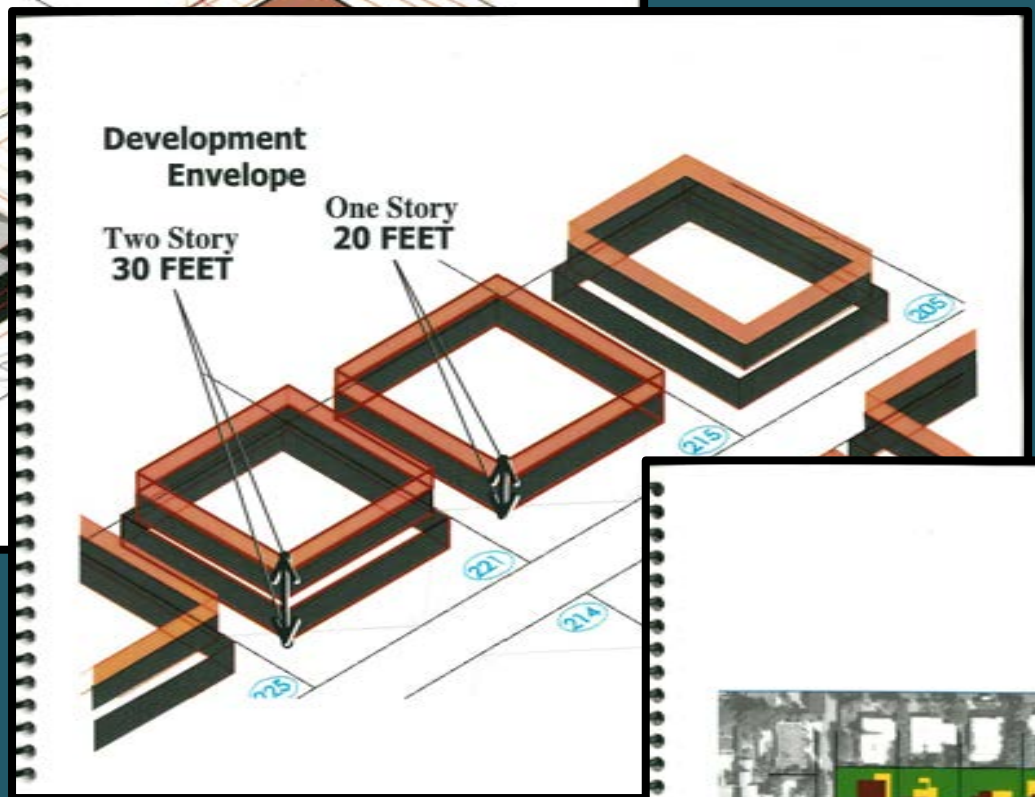 Development
Envelope
One Story
20 FEET
Two Story
30 FEET
205
215
221
214
225